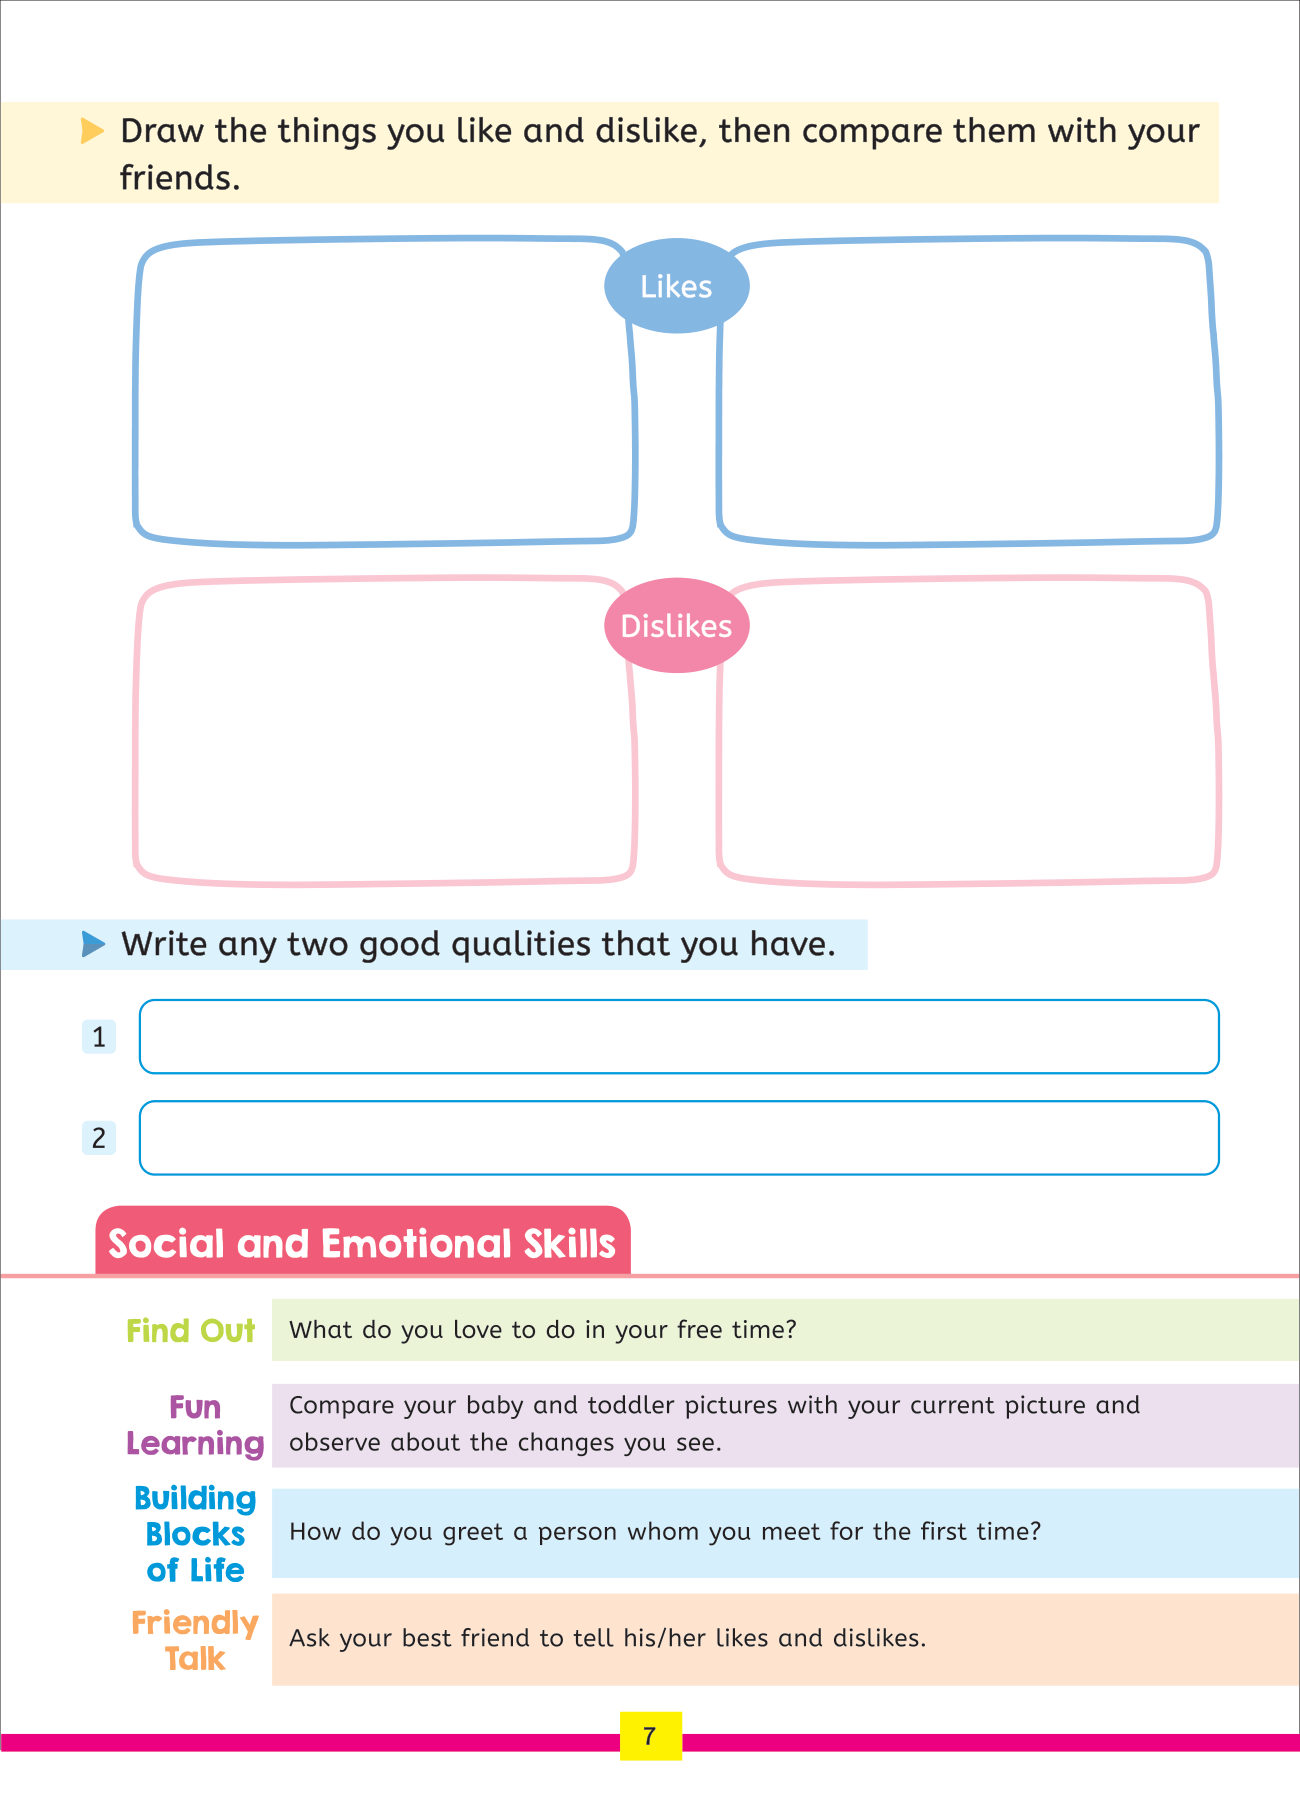 Draw the things you like and dislike, then compare them with your
friends.
Likes
Dislikes
Write any two good qualities that you have.
1
2
Social and Emotional Skills
Find Out
What do you love to do in your free time?
Fun
Learning
Compare your baby and toddler pictures with your current picture and
observe about the changes you see.
Building
Blocks
of Life
How do you greet a person whom you meet for the first time?
Friendly
Talk
Ask your best friend to tell his/her likes and dislikes.
7